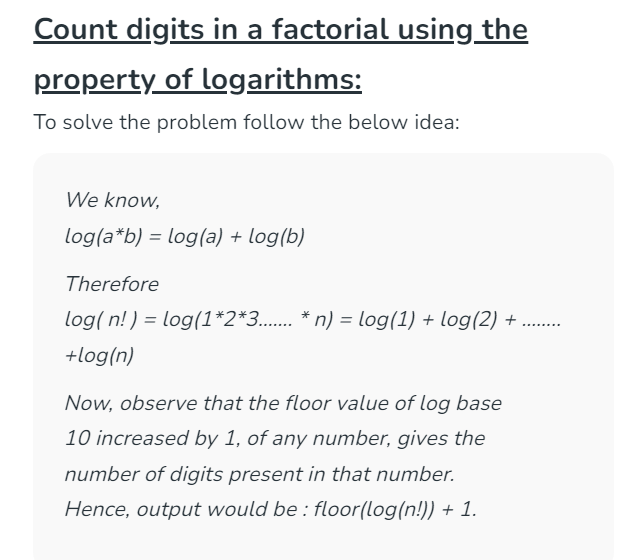 Count digits in a factorial using the
property of logarithms:
To solve the problem follow the below idea:
We know,
log(a*b) = log(a) + log(b)
Therefore
log( n! ) = log(1*2*3....... * n) = log(1) + log(2) + ........
+log(n)
Now, observe that the floor value of log base
10 increased by 1, of any number, gives the
number of digits present in that number.
Hence, output would be : floor(log(n!)) + 1.